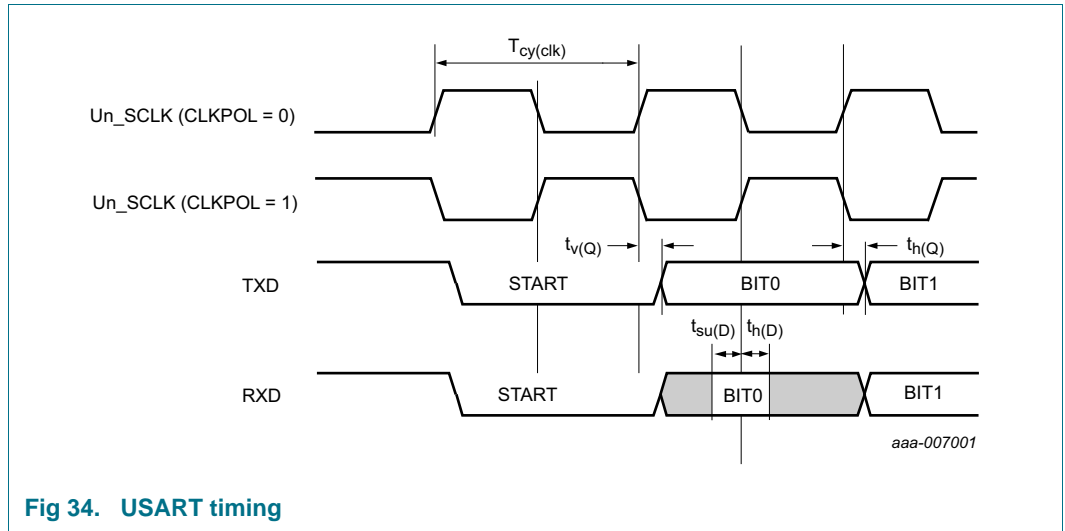 Tcy(clk)
Un_SCLK (CLKPOL = 0)
Un_SCLK (CLKPOL = 1)
tv(Q)
th(Q)
TXD
START
BIT0
BIT1
tsu(D)
th(D)
RXD
START
BIT0
BIT1
aaa-007001
Fig 34. USART timing